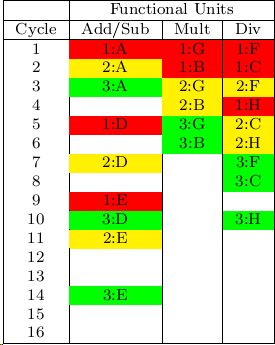 Functional Units
Cycle Add/Sub Mult Div
1 1:A 1:G 1:F
2 2:A 1:B 1:C
3 3:A 2:G 2:F
4 2:B 1:H
5 1:D 3:G 2:C
6 3:B 2:H
7 2:D 3:F
8 3:C
9 1:E
10 3:D 3:H
11 2:E
12
13
14 3:E
15
16